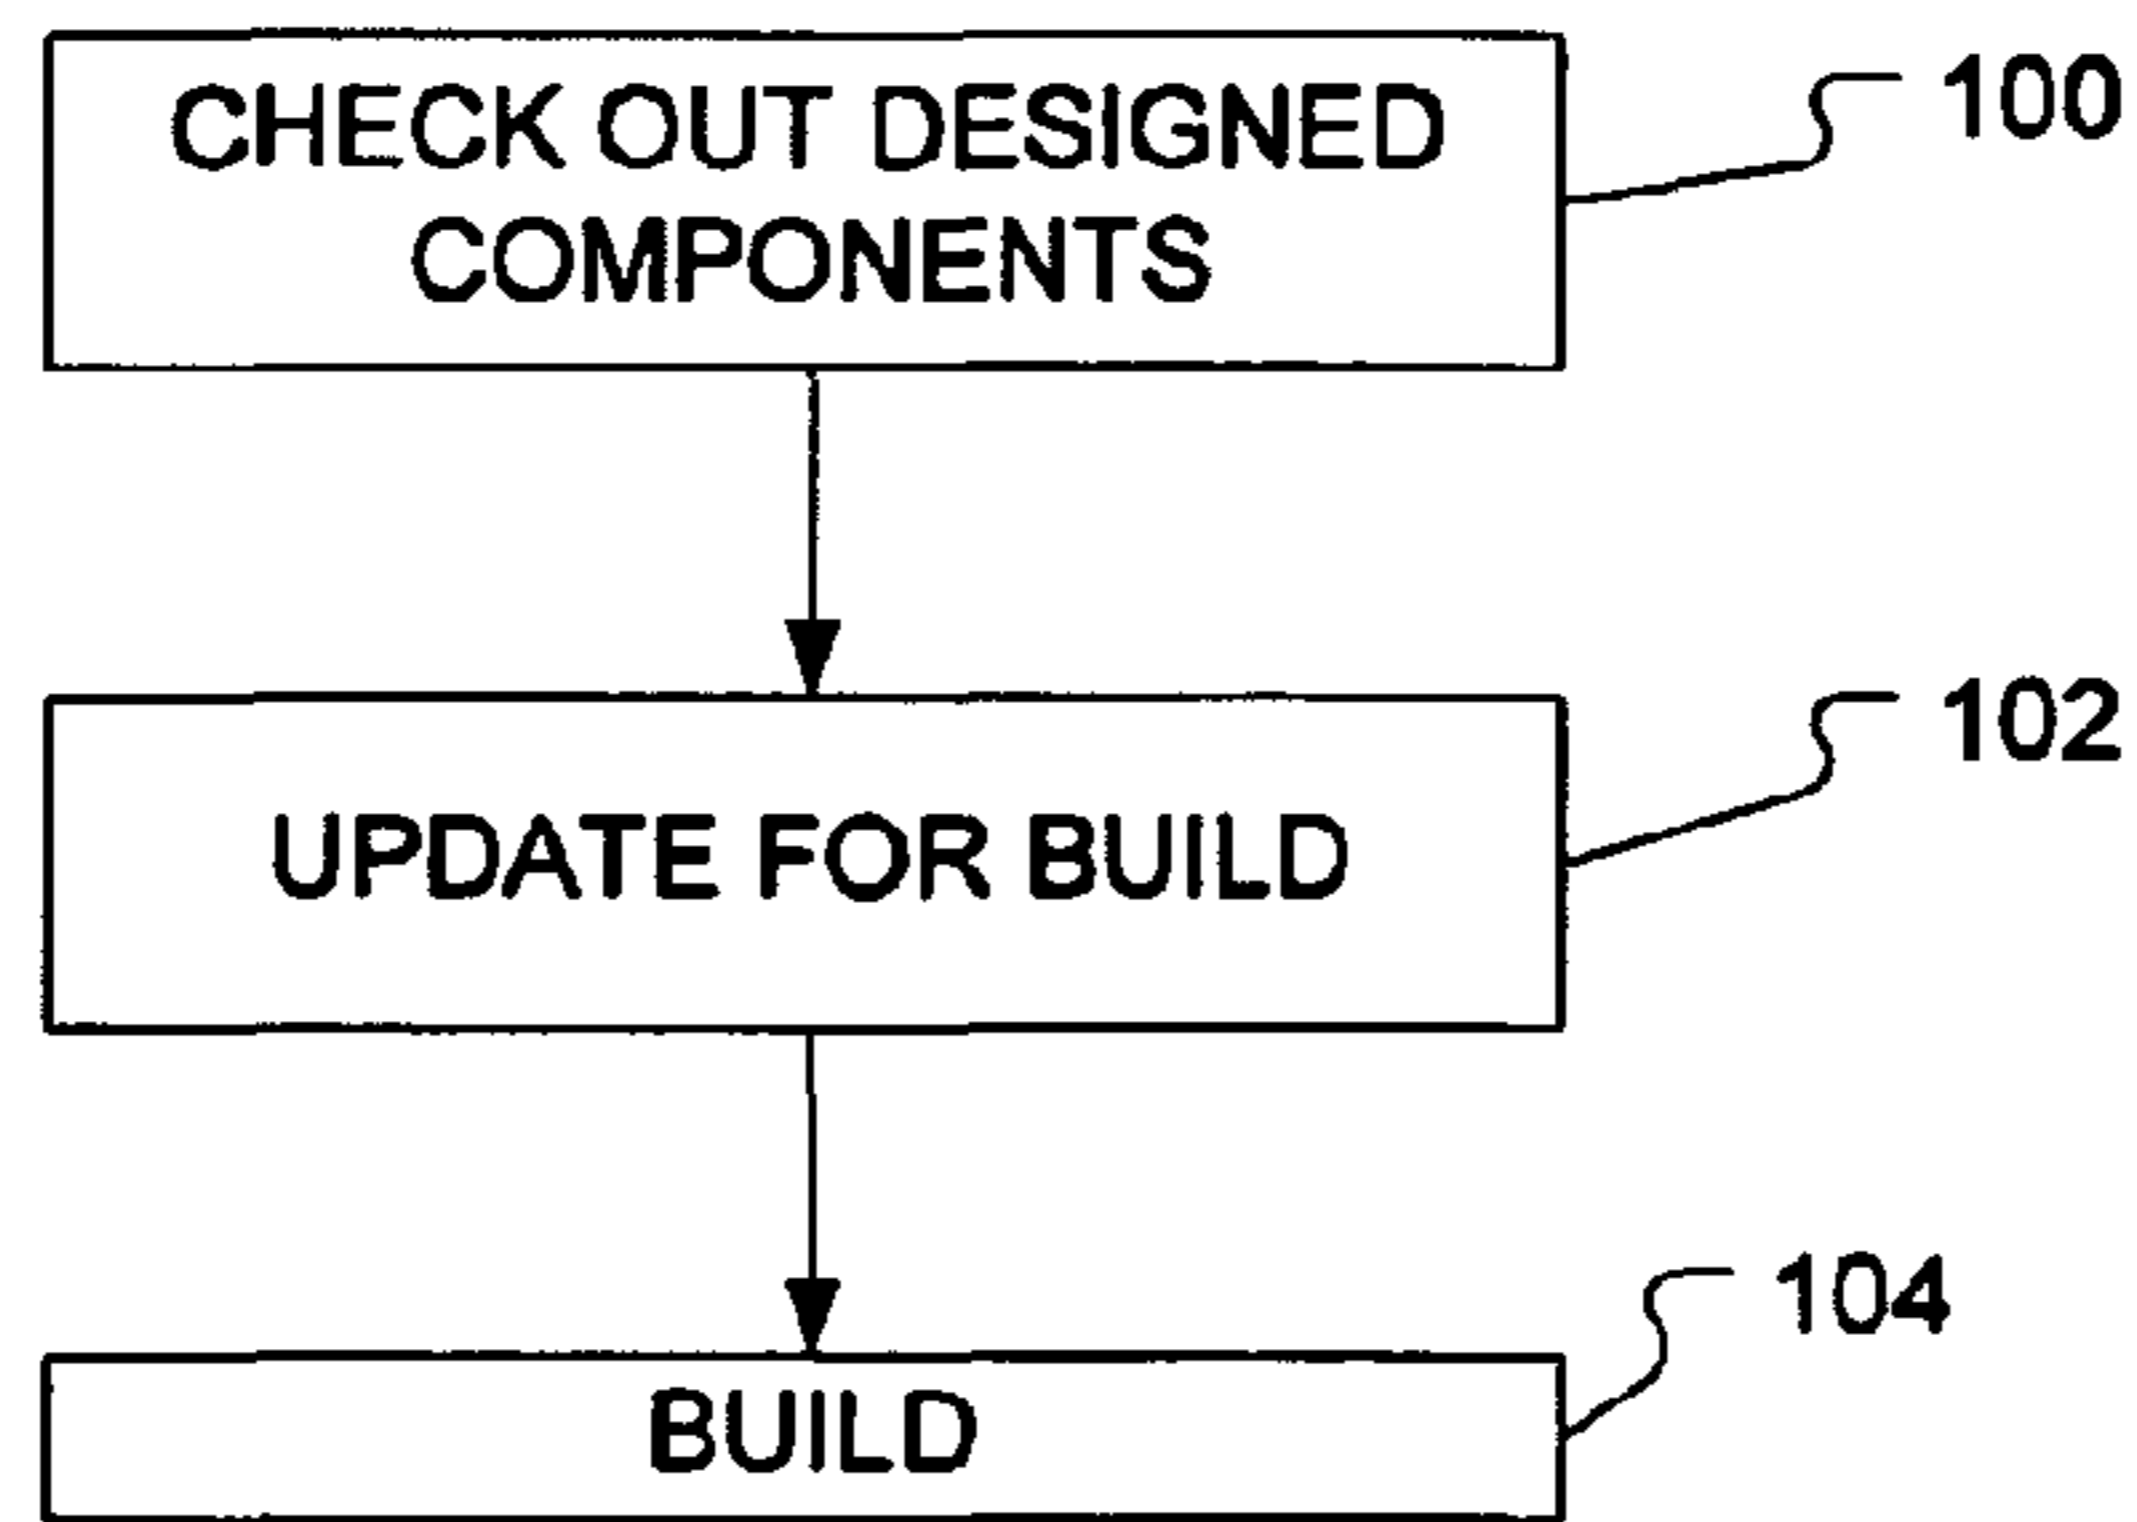 CHECK OUT DESIGNED
COMPONENTS
100
UPDATE FOR BUILD
102
BUILD
104